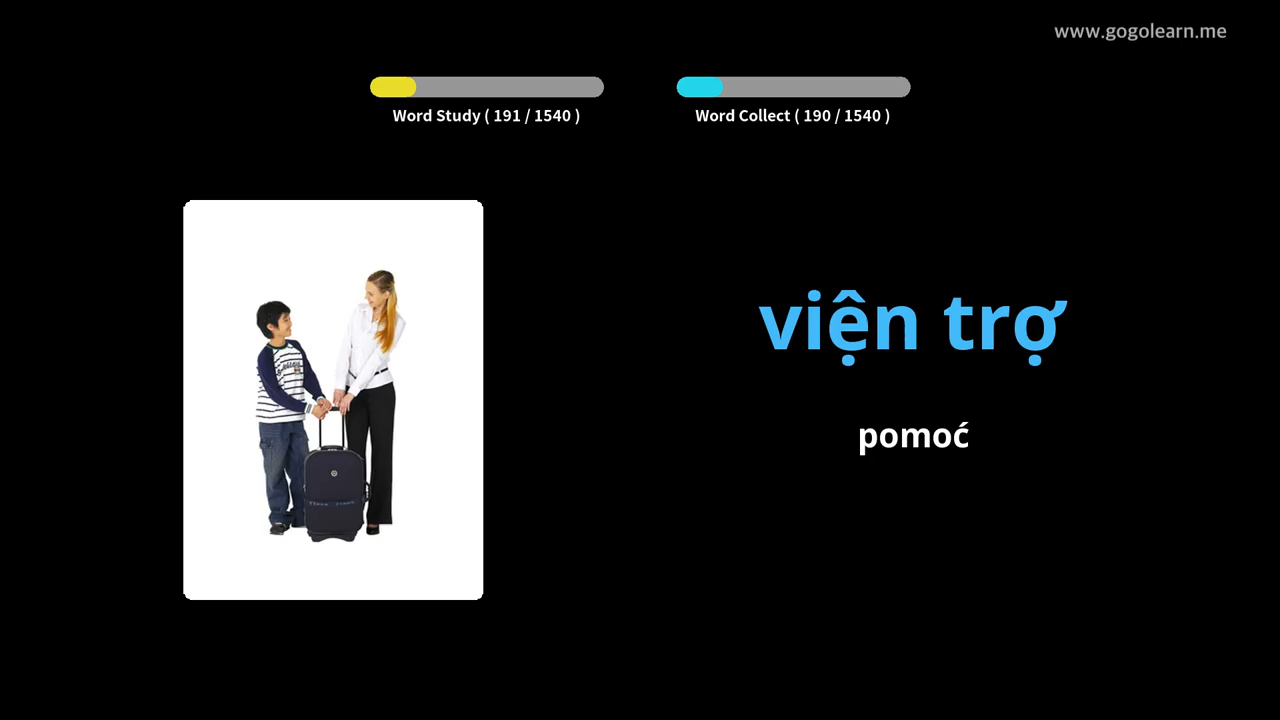 www.gogolearn.me
Word Study ( 191 / 1540 )
Word Collect ( 190 / 1540 )
viện trợ
pomoć